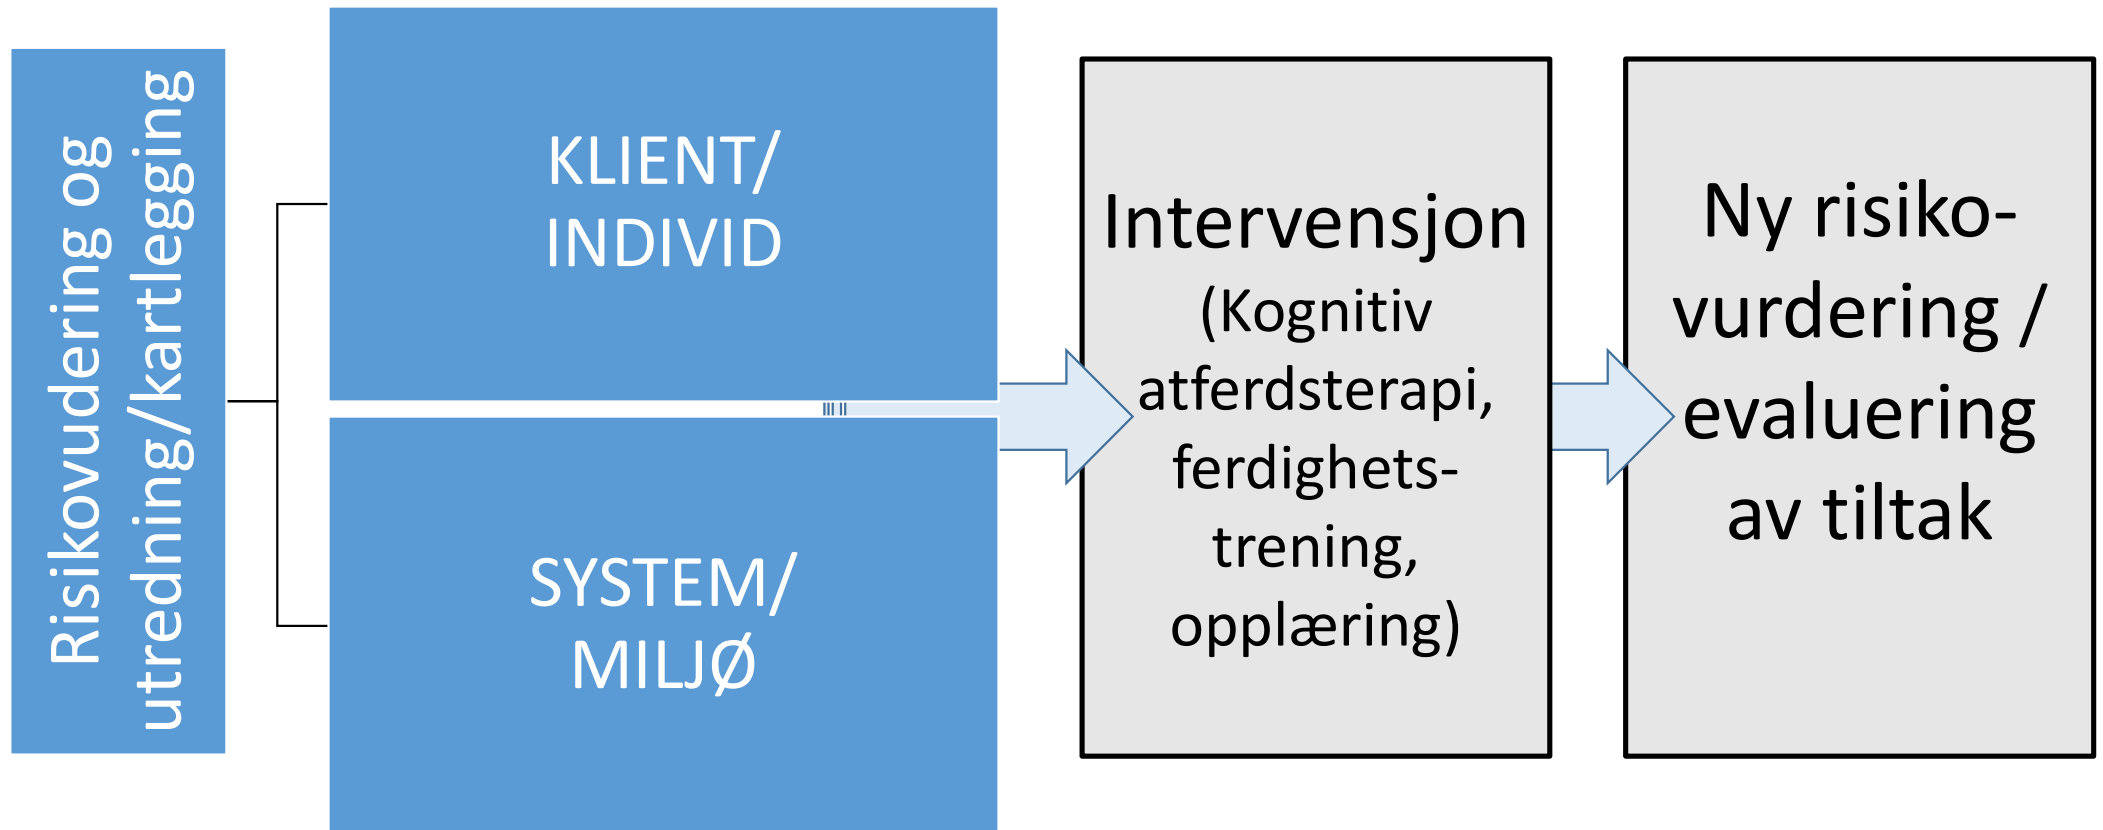 Risikovudering og
utredning/kartlegging
KLIENT/
INDIVID
SYSTEM/
MILJØ
Intervensjon
(Kognitiv
atferdsterapi,
ferdighets-
trening,
opplæring)
Ny risiko-
vurdering /
evaluering
av tiltak